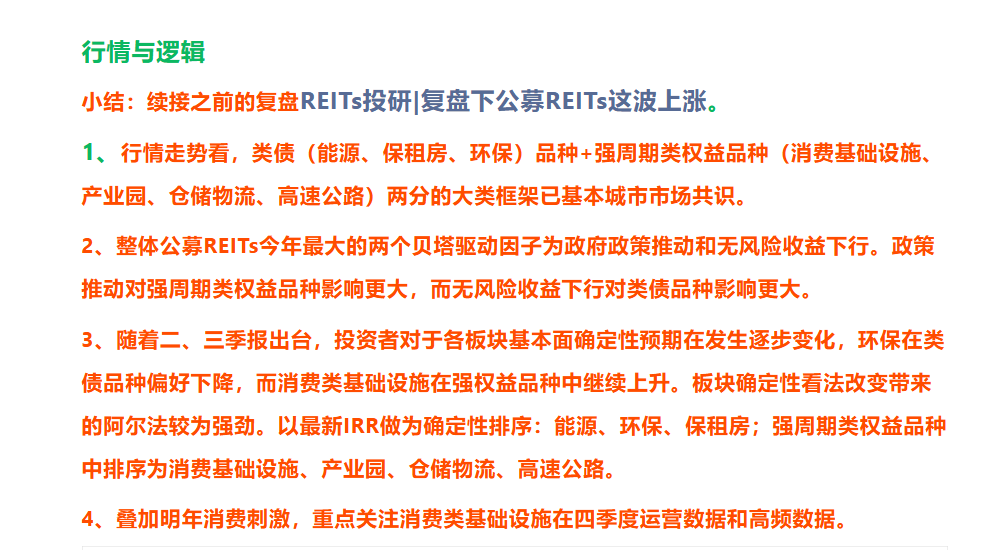 行情与逻辑
小结：续接之前的复盘REITs投研|复盘下公募REITs这波上涨。
1、行情走势看，类债（能源、保租房、环保）品种+强周期类权益品种（消费基础设施、
产业园、仓储物流、高速公路）两分的大类框架已基本城市市场共识。
2、整体公募REITs今年最大的两个贝塔驱动因子为政府政策推动和无风险收益下行。政策
推动对强周期类权益品种影响更大，而无风险收益下行对类债品种影响更大。
3、随着二、三季报出台，投资者对于各板块基本面确定性预期在发生逐步变化，环保在类
债品种偏好下降，而消费类基础设施在强权益品种中继续上升。板块确定性看法改变带来
的阿尔法较为强劲。以最新IRR做为确定性排序：能源、环保、保租房；强周期类权益品种
中排序为消费基础设施、产业园、仓储物流、高速公路。
4、叠加明年消费刺激，重点关注消费类基础设施在四季度运营数据和高频数据。